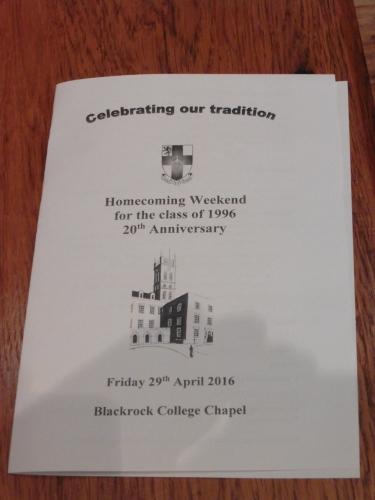 Celebrating our tradition
Homecoming Weekend
for the class of 1996
20th Anniversary
Friday 29th April 2016
Blackrock College Chapel